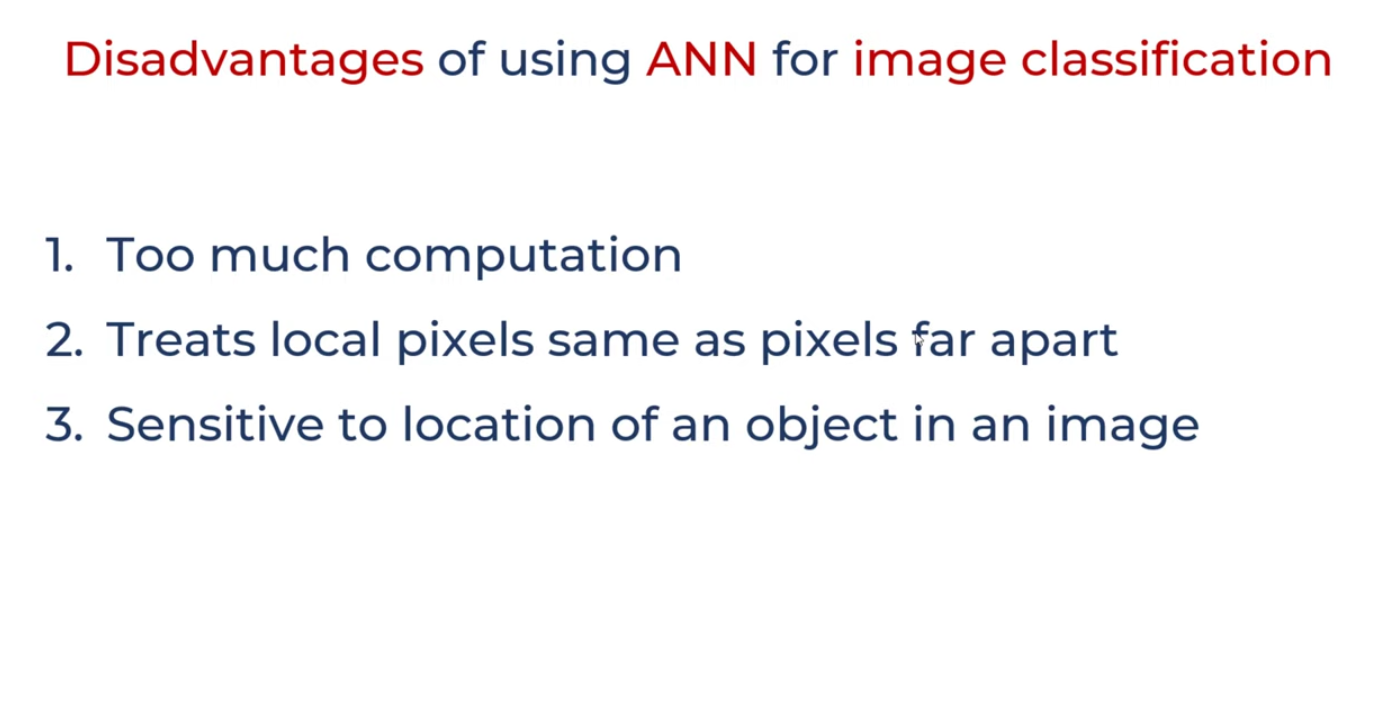 Disadvantages of using ANN for image classification
1. Too much computation
2. Treats local pixels same as pixels far apart
3. Sensitive to location of an object in an image